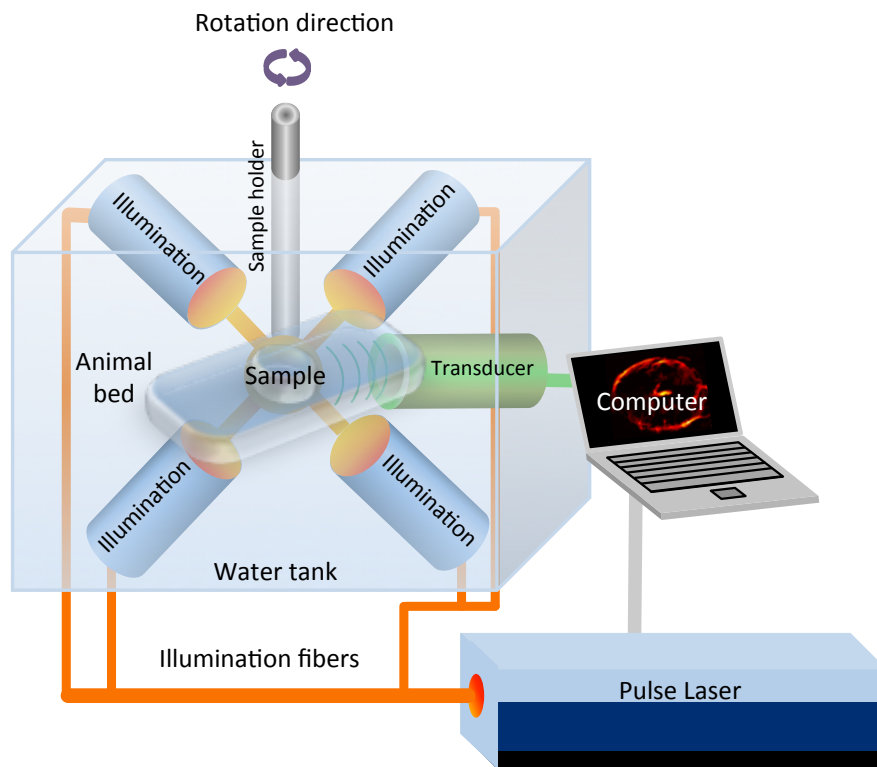 Rotation direction
Sample holder
Illumination
Illumination
Animal
bed
Sample
Transducer
Computer
Illumination
Illumination
Water tank
Illumination fibers
Pulse Laser